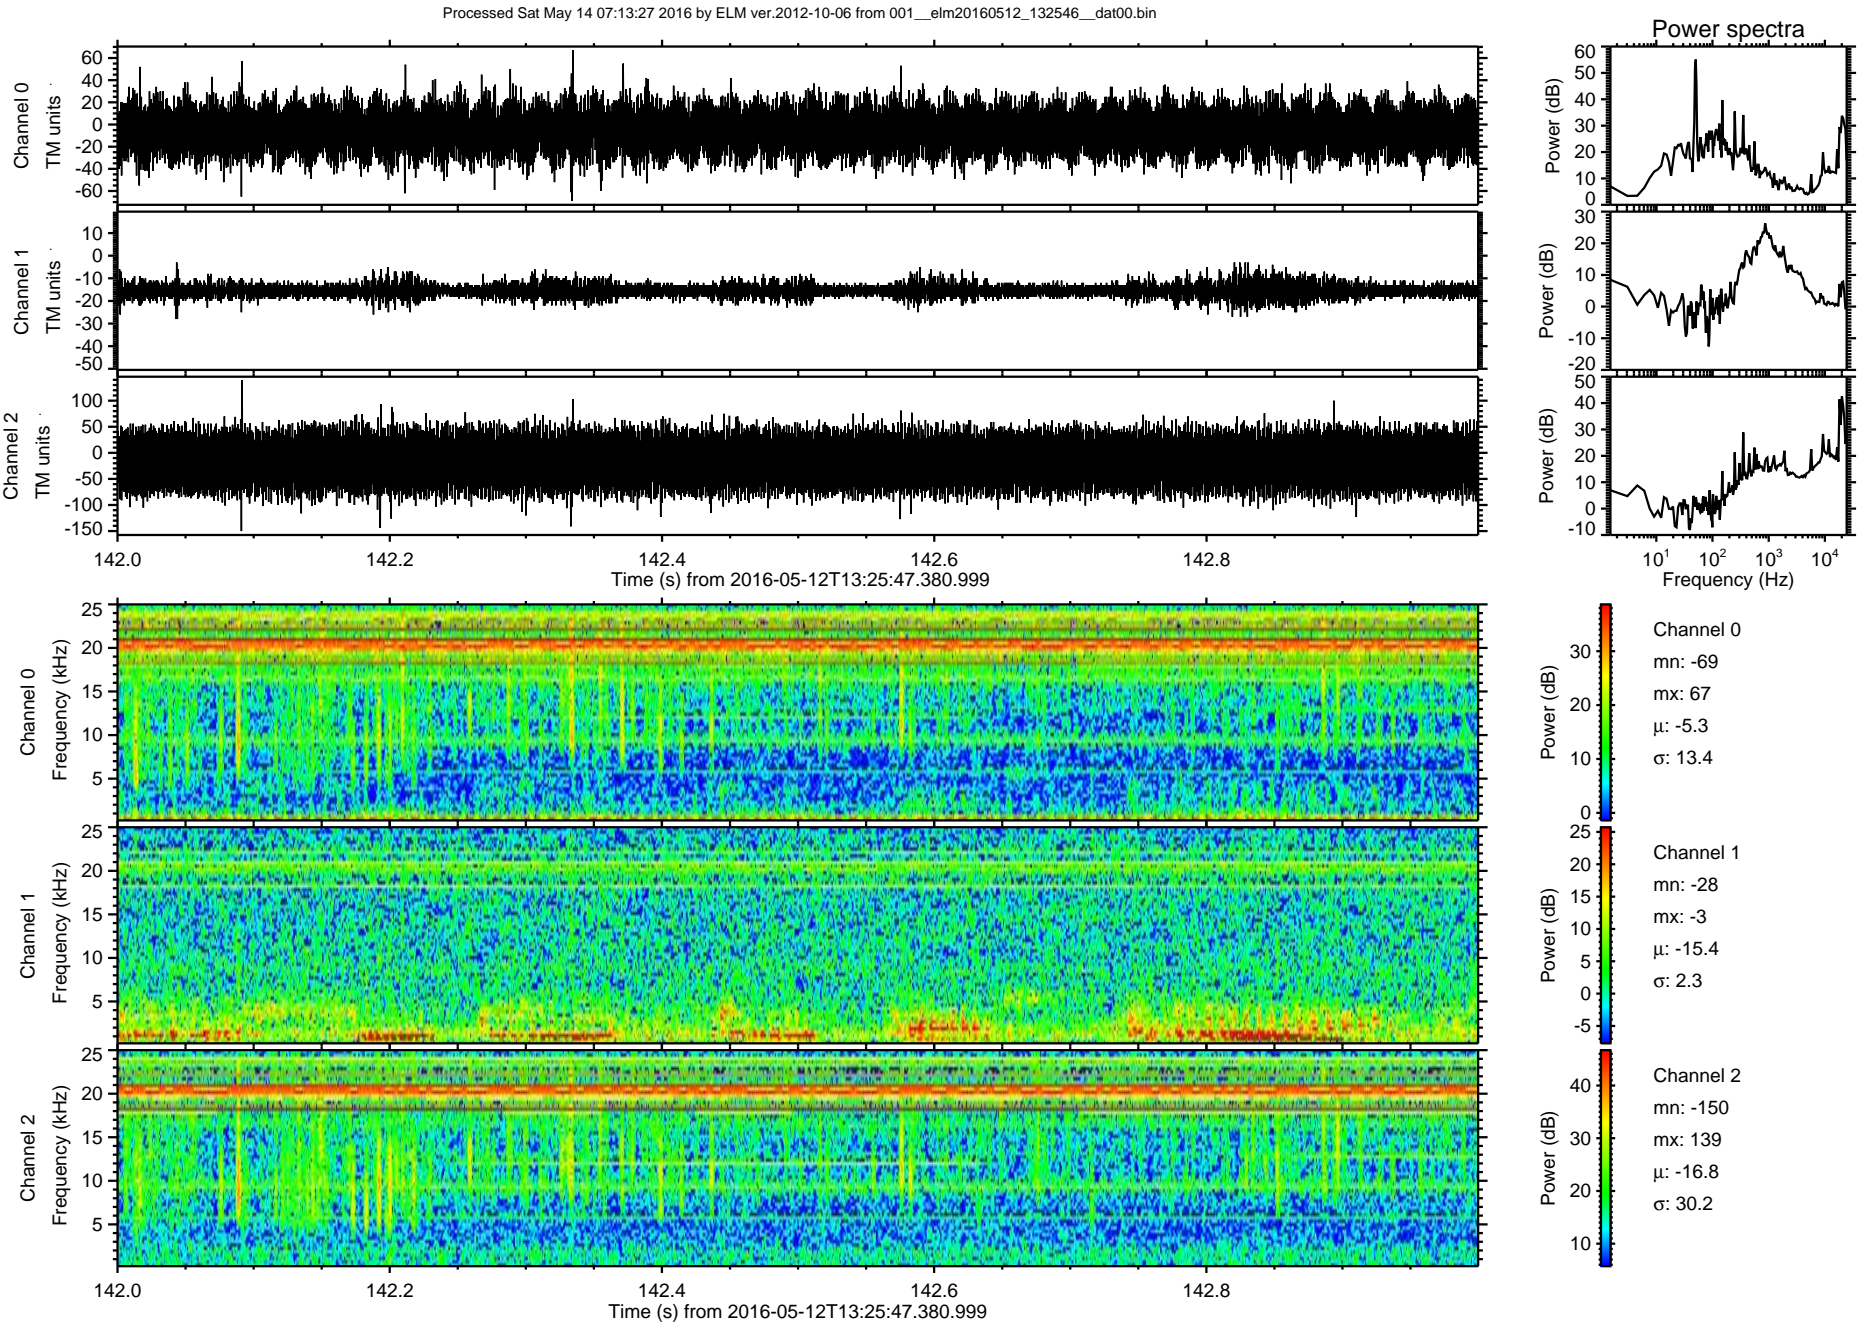 Processed Sat May 14 07:13:27 2016 by ELM ver.2012-10-06 from 001__elm20160512_132546__dat00.bin
Power spectra
Channel 0
TM units
60
40
20
0
-20
-40
-60
Power (dB)
60
50
40
30
20
10
0
Channel 1
TM units
10
0
-10
-20
-30
-40
-50
Power (dB)
30
20
10
0
-10
-20
Channel 2
TM units
100
50
0
-50
-100
-150
Power (dB)
50
40
30
20
10
0
-10
142.0 142.2 142.4 142.6 142.8
Time (s) from 2016-05-12T13:25:47.380.999
10¹ 10² 10³ 10⁴
Frequency (Hz)
Channel 0
Frequency (kHz)
25
20
15
10
5
Power (dB)
30
20
10
0
Channel 0
mn: -69
mx: 67
µ: -5.3
σ: 13.4
Channel 1
Frequency (kHz)
25
20
15
10
5
Power (dB)
25
20
15
10
5
0
-5
Channel 1
mn: -28
mx: -3
µ: -15.4
σ: 2.3
Channel 2
Frequency (kHz)
25
20
15
10
5
Power (dB)
40
30
20
10
Channel 2
mn: -150
mx: 139
µ: -16.8
σ: 30.2
142.0 142.2 142.4 142.6 142.8
Time (s) from 2016-05-12T13:25:47.380.999